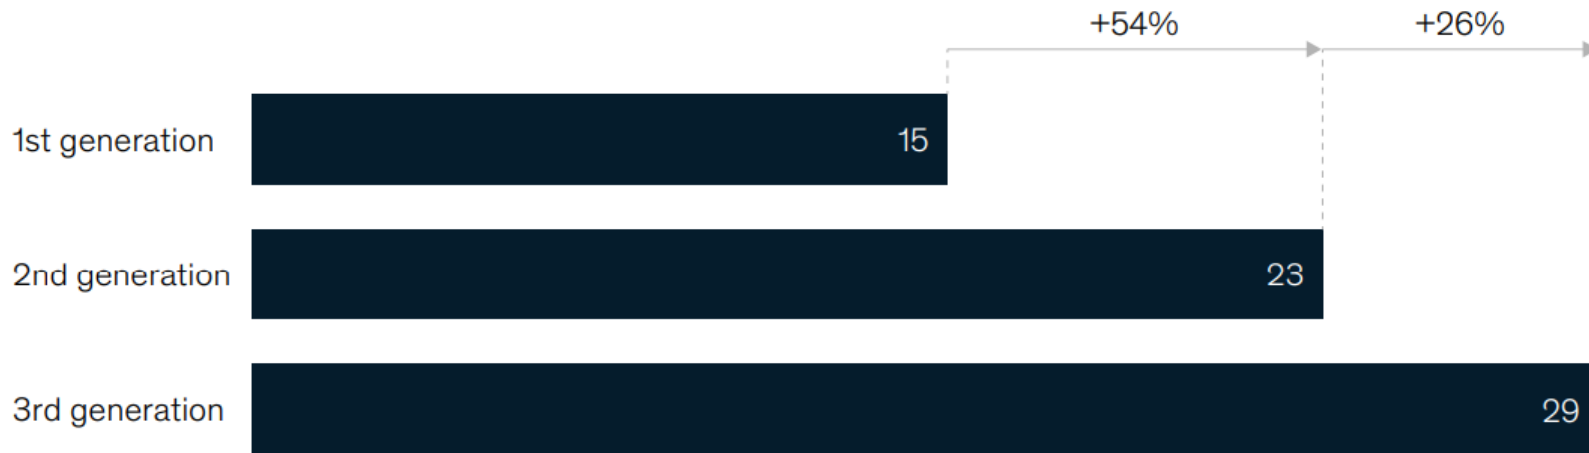 +54% +26%
1st generation 15
2nd generation 23
3rd generation 29